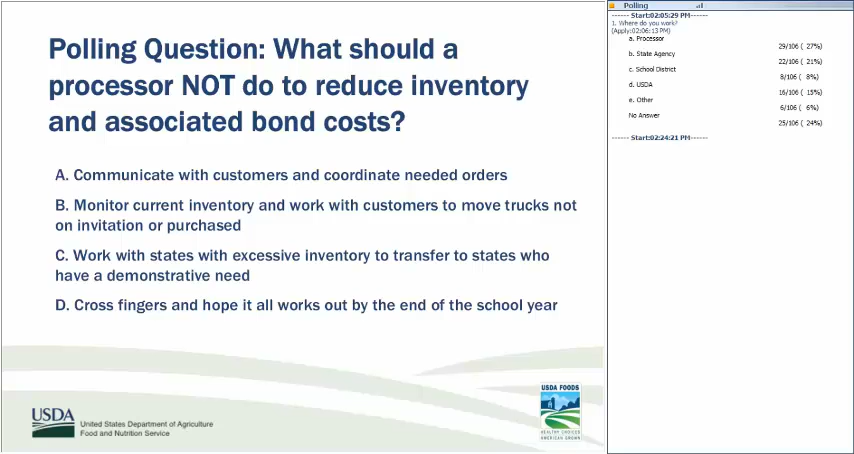 Polling Question: What should a
processor NOT do to reduce inventory
and associated bond costs?
A. Communicate with customers and coordinate needed orders
B. Monitor current inventory and work with customers to move trucks not
on invitation or purchased
C. Work with states with excessive inventory to transfer to states who
have a demonstrative need
D. Cross fingers and hope it all works out by the end of the school year
USDA
United States Department of Agriculture
Food and Nutrition Service
USDA FOODS
HEALTHY CHOICES
AMERICAN GROWN
Polling
------ Start:02:05:29 PM------
1. Where do you work?
(Apply:02:06:13 PM)
a. Processor
29/106 ( 27%)
b. State Agency
22/106 ( 21%)
c. School District
8/106 ( 8%)
d. USDA
16/106 ( 15%)
e. Other
6/106 ( 6%)
No Answer
25/106 ( 24%)
------ Start:02:24:21 PM------